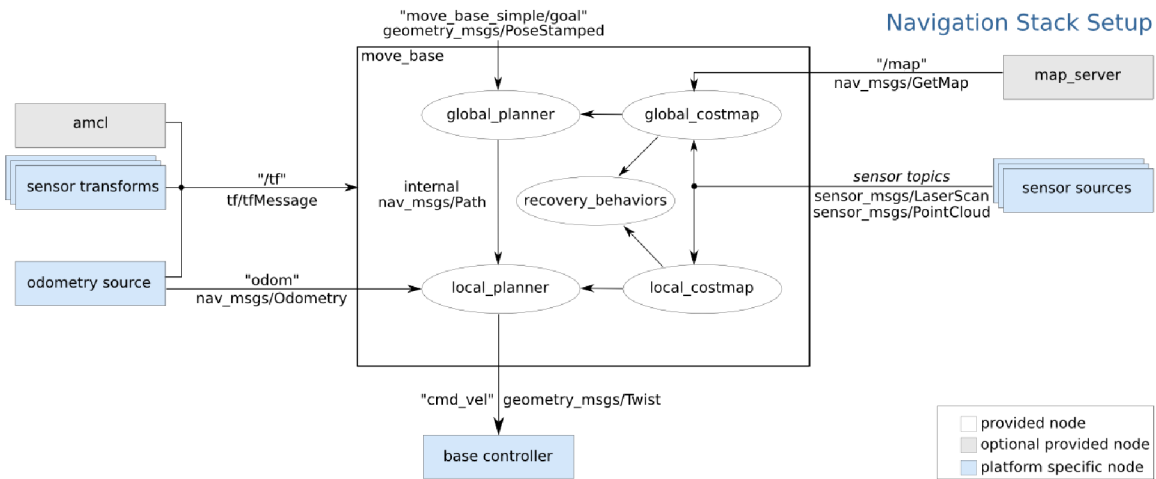 Navigation Stack Setup
"move_base_simple/goal"
geometry_msgs/PoseStamped
move_base
"/map"
nav_msgs/GetMap
map_server
amcl
global_planner
global_costmap
sensor transforms
"/tf"
tf/tfMessage
internal
nav_msgs/Path
recovery_behaviors
sensor topics
sensor_msgs/LaserScan
sensor_msgs/PointCloud
sensor sources
odometry source
"odom"
nav_msgs/Odometry
local_planner
local_costmap
"cmd_vel" geometry_msgs/Twist
base controller
provided node
optional provided node
platform specific node